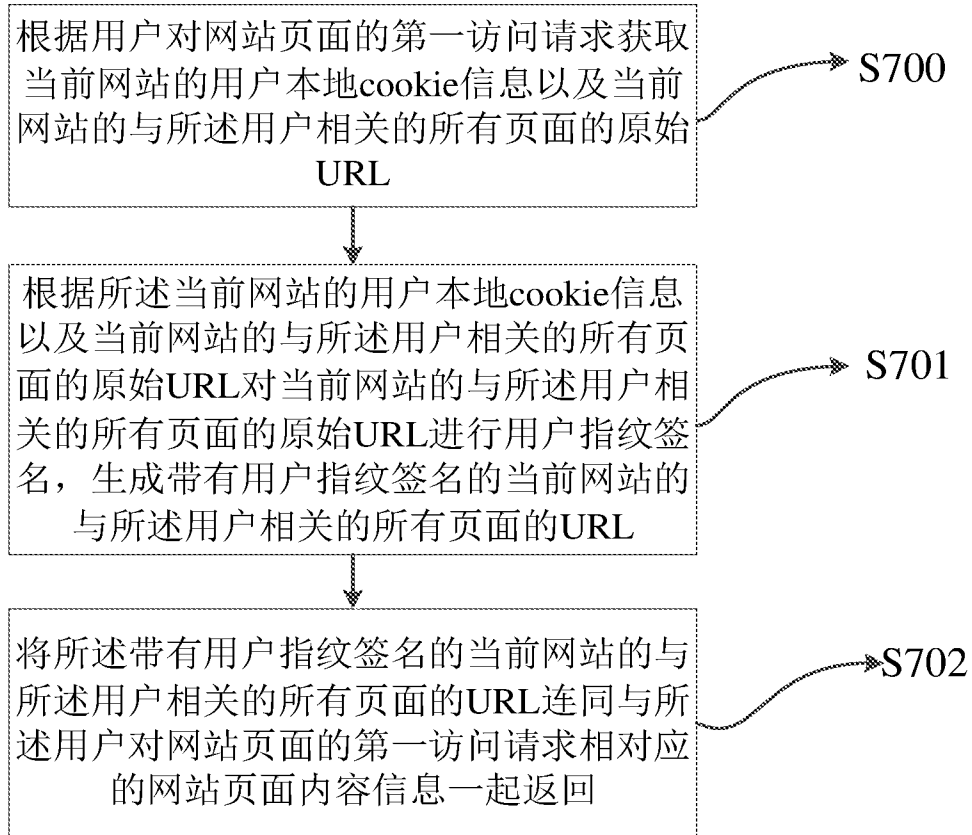 根据用户对网站页面的第一访问请求获取
当前网站的用户本地cookie信息以及当前
网站的与所述用户相关的所有页面的原始
URL
S700
根据所述当前网站的用户本地cookie信息
以及当前网站的与所述用户相关的所有页
面的原始URL对当前网站的与所述用户相
关的所有页面的原始URL进行用户指纹签
名，生成带有用户指纹签名的当前网站的
与所述用户相关的所有页面的URL
S701
将所述带有用户指纹签名的当前网站的与
所述用户相关的所有页面的URL连同与所
述用户对网站页面的第一访问请求相对应
的网站页面内容信息一起返回
S702